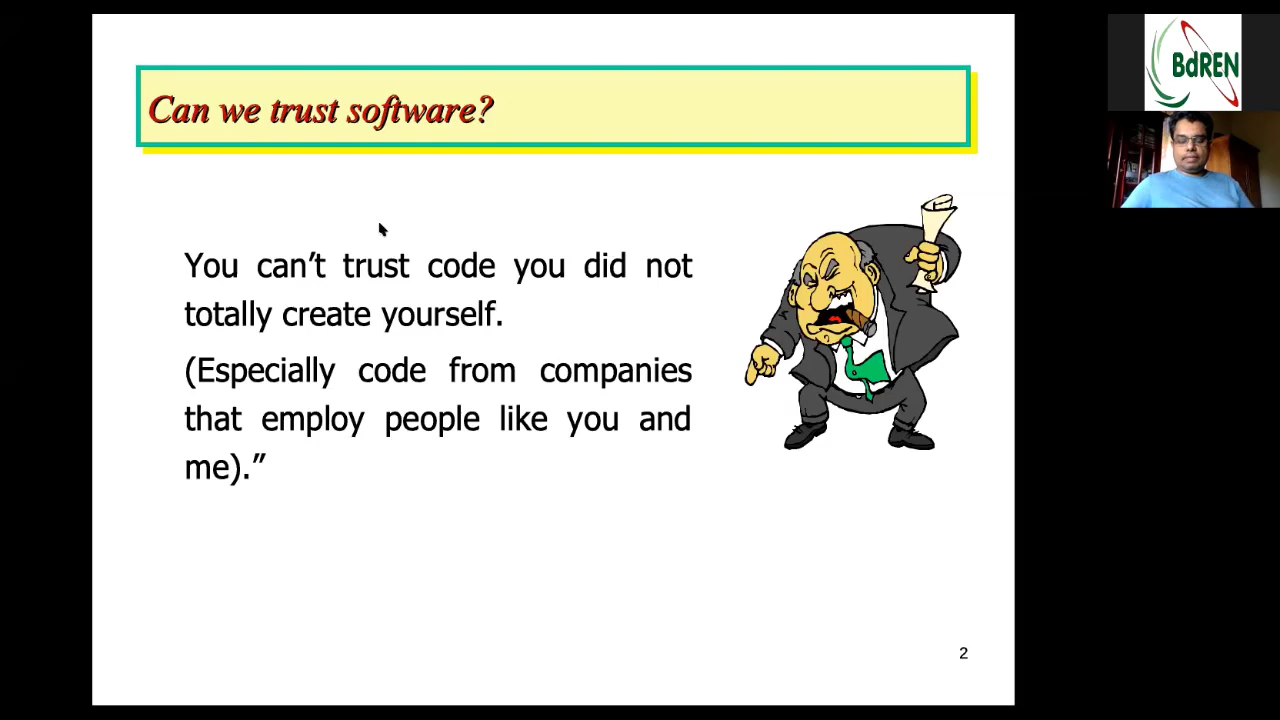 Can we trust software?
You can’t trust code you did not
totally create yourself.
(Especially code from companies
that employ people like you and
me).”
2
BdREN